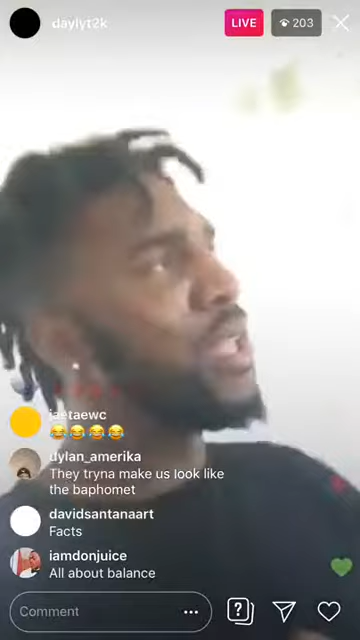 daylyt2k
LIVE
203
jaetaewc
😂😂😂😂
dylan_amerika
They tryna make us look like
the baphomet
davidsantanaart
Facts
iamdonjuice
All about balance
Comment